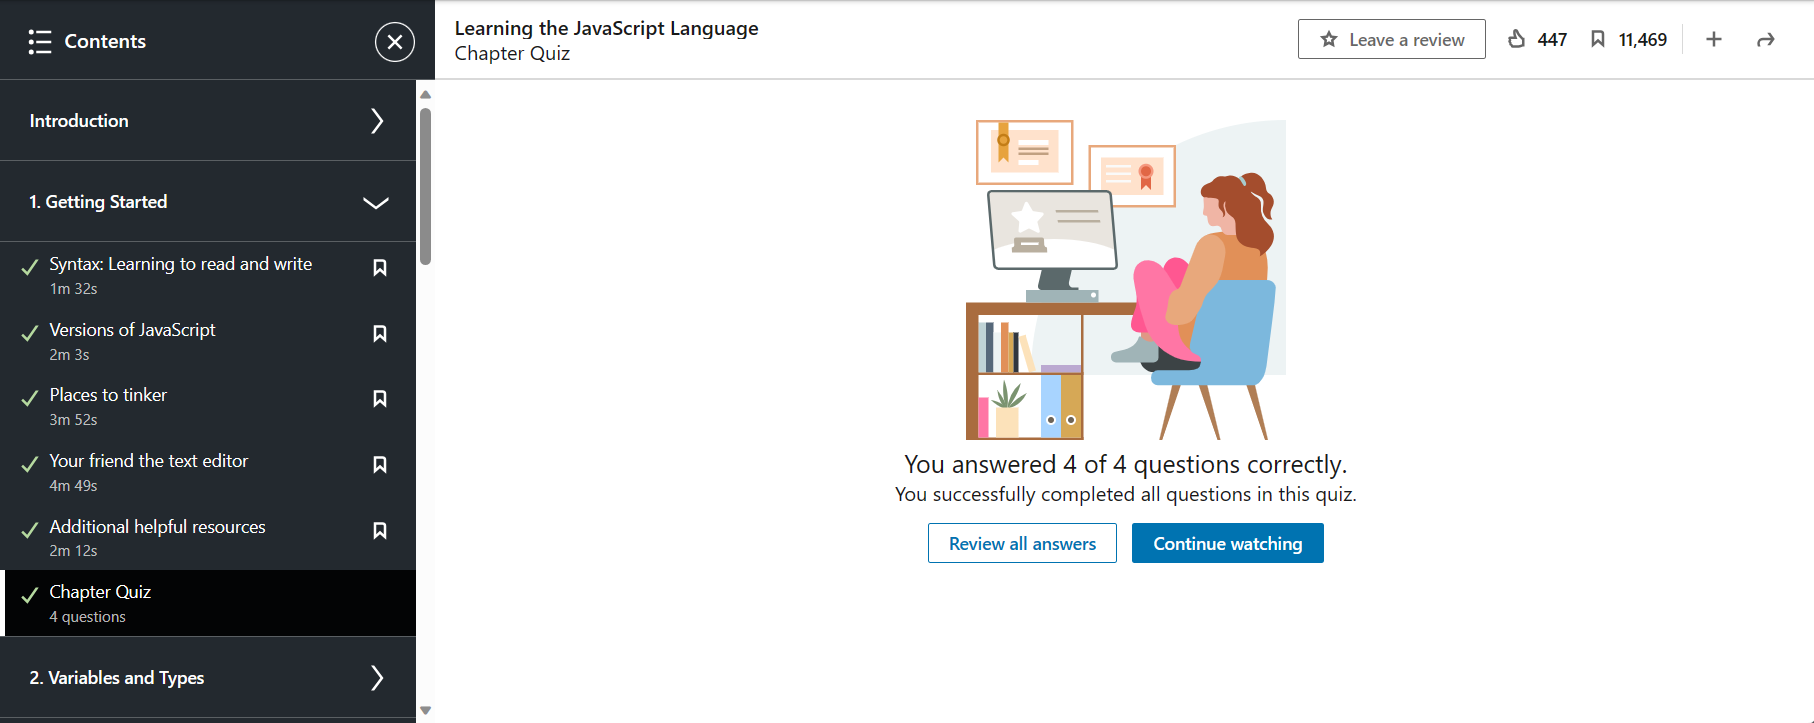 Contents
Introduction
1. Getting Started
Syntax: Learning to read and write
1m 32s
Versions of JavaScript
2m 3s
Places to tinker
3m 52s
Your friend the text editor
4m 49s
Additional helpful resources
2m 12s
Chapter Quiz
4 questions
2. Variables and Types
Learning the JavaScript Language
Chapter Quiz
Leave a review
447
11,469
You answered 4 of 4 questions correctly.
You successfully completed all questions in this quiz.
Review all answers
Continue watching